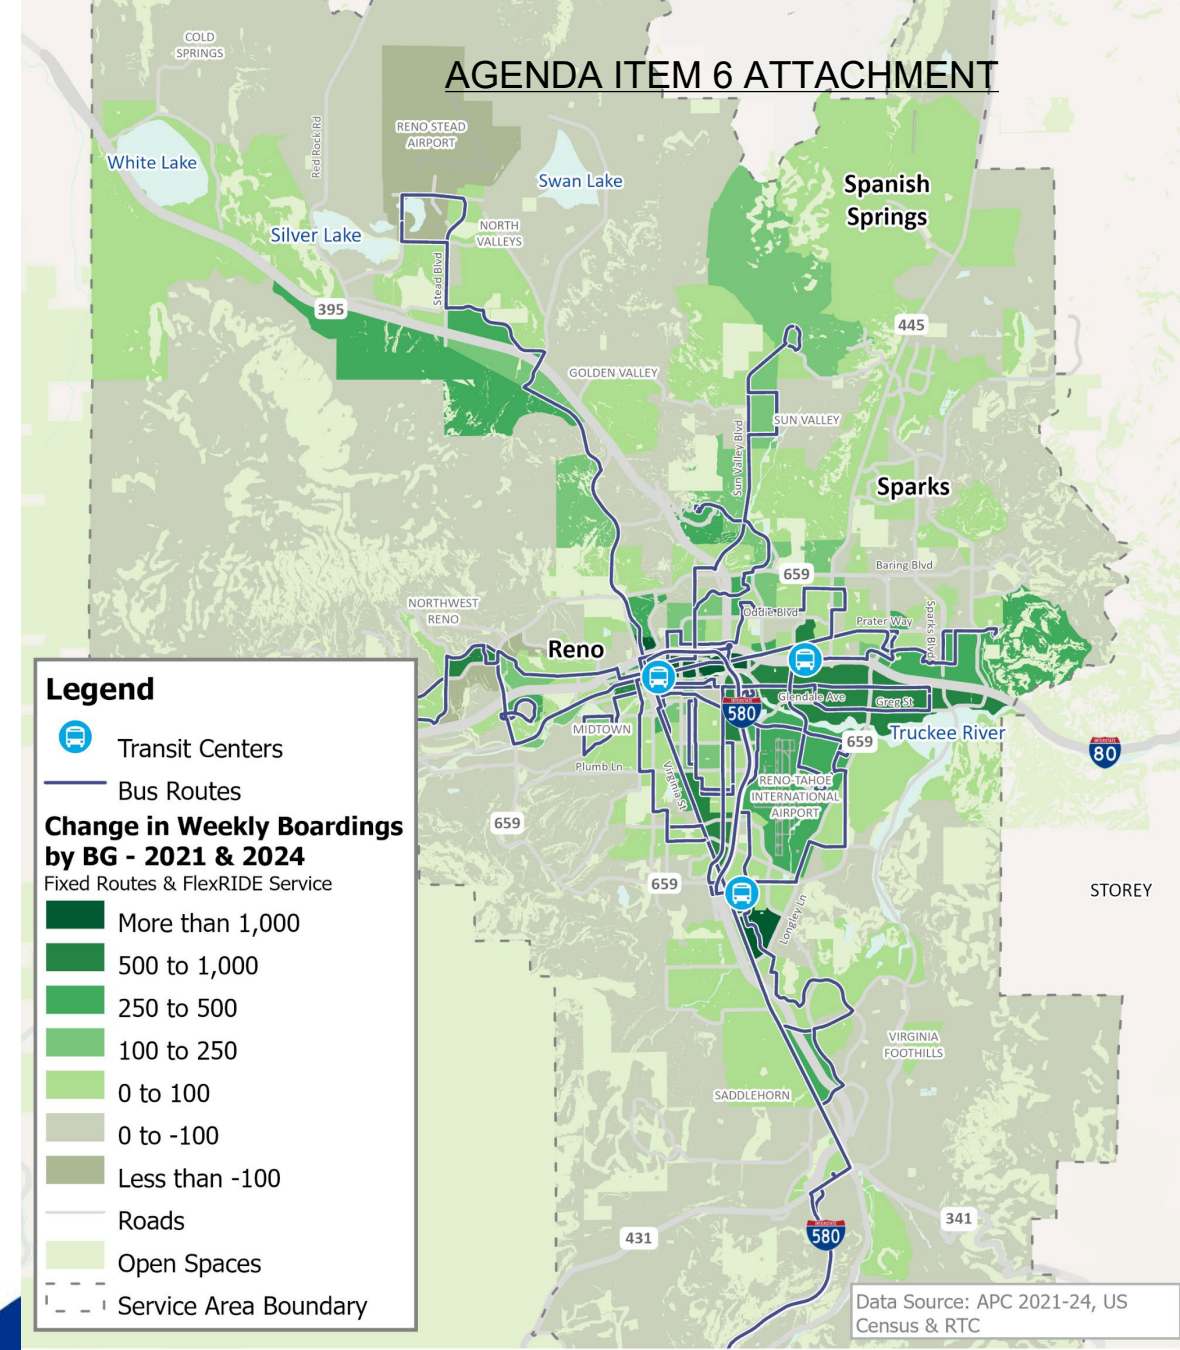 AGENDA ITEM 6 ATTACHMENT
COLD
SPRINGS
Red Rock Rd
RENO STEAD
AIRPORT
White Lake
Swan Lake
Spanish
Springs
Silver Lake
NORTH
VALLEYS
Stead Blvd
395
445
GOLDEN VALLEY
SUN VALLEY
Sun Valley Blvd
Sparks
659
Baring Blvd
NORTHWEST
RENO
Oddie Blvd
Prater Way
Sparks Blvd
Reno
Glendale Ave
Greg St
INTERSTATE
580
MIDTOWN
659
Truckee River
INTERSTATE
80
Plumb Ln
Virginia St
RENO-TAHOE
INTERNATIONAL
AIRPORT
659
659
STOREY
Longley Ln
VIRGINIA
FOOTHILLS
SADDLEHORN
431
INTERSTATE
580
341
Legend
Transit Centers
Bus Routes
Change in Weekly Boardings
by BG - 2021 & 2024
Fixed Routes & FlexRIDE Service
More than 1,000
500 to 1,000
250 to 500
100 to 250
0 to 100
0 to -100
Less than -100
Roads
Open Spaces
Service Area Boundary
Data Source: APC 2021-24, US
Census & RTC